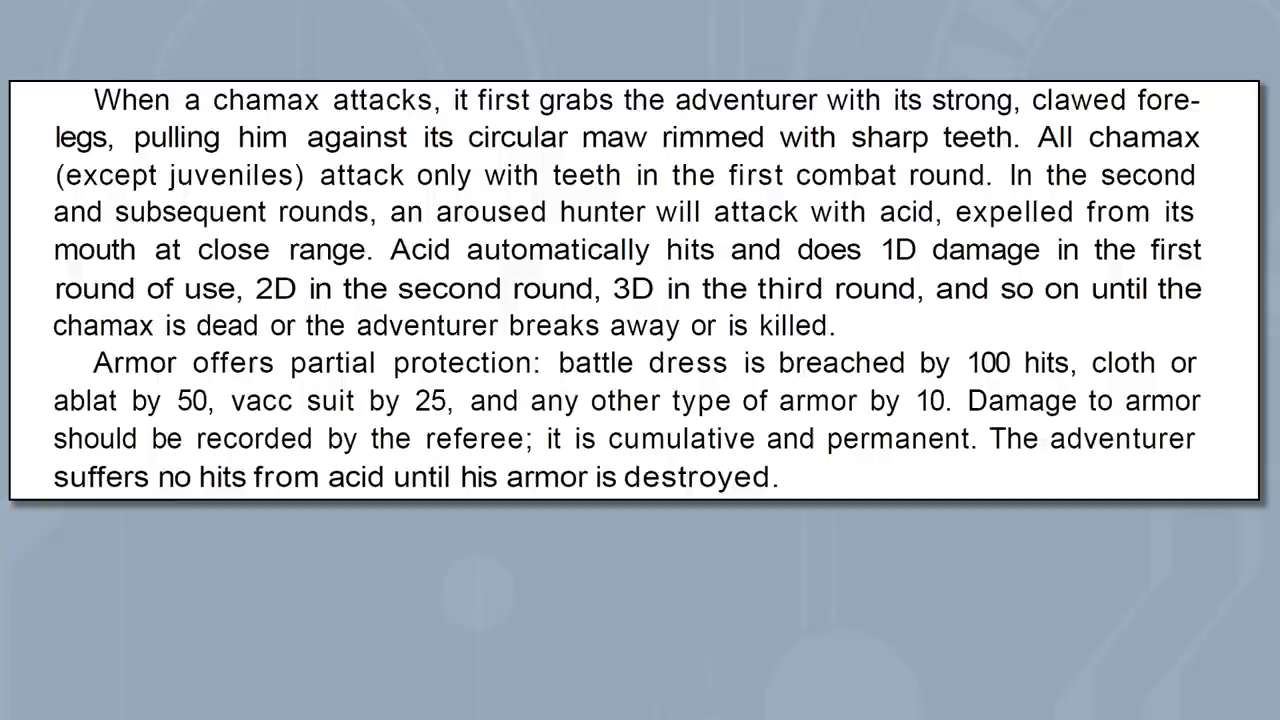 When a chamax attacks, it first grabs the adventurer with its strong, clawed fore-
legs, pulling him against its circular maw rimmed with sharp teeth. All chamax
(except juveniles) attack only with teeth in the first combat round. In the second
and subsequent rounds, an aroused hunter will attack with acid, expelled from its
mouth at close range. Acid automatically hits and does 1D damage in the first
round of use, 2D in the second round, 3D in the third round, and so on until the
chamax is dead or the adventurer breaks away or is killed.
Armor offers partial protection: battle dress is breached by 100 hits, cloth or
ablat by 50, vacc suit by 25, and any other type of armor by 10. Damage to armor
should be recorded by the referee; it is cumulative and permanent. The adventurer
suffers no hits from acid until his armor is destroyed.